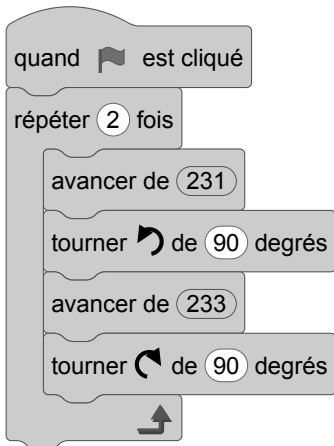 quand est cliqué
répéter 2 fois
avancer de 231
tourner de 90 degrés
avancer de 233
tourner de 90 degrés